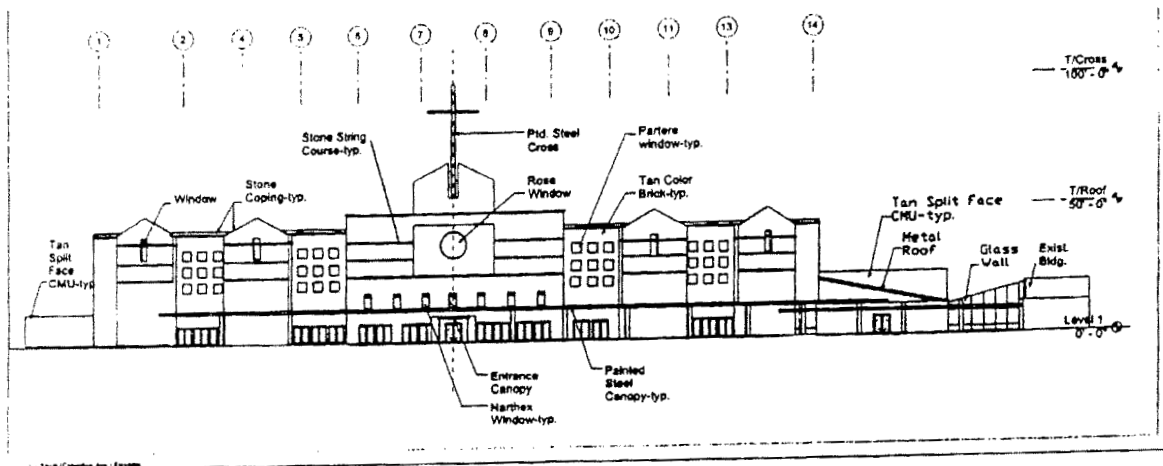 1 2 4 5 6 7 8 9 10 11 13 14
T/Cross
100'-0"
Stone String
Course-typ.
Ptd. Steel
Cross
Partere
window-typ.
Window
Stone
Coping-typ.
Rose
Window
Tan Color
Brick-typ.
T/Roof
50'-0"
Tan Split Face
CMU-typ.
Metal
Roof
Glass
Wall
Exist.
Bldg.
Tan
Split
Face
CMU-typ
Level 1
0'-0"
Entrance
Canopy
Narthex
Window-typ.
Painted
Steel
Canopy-typ.